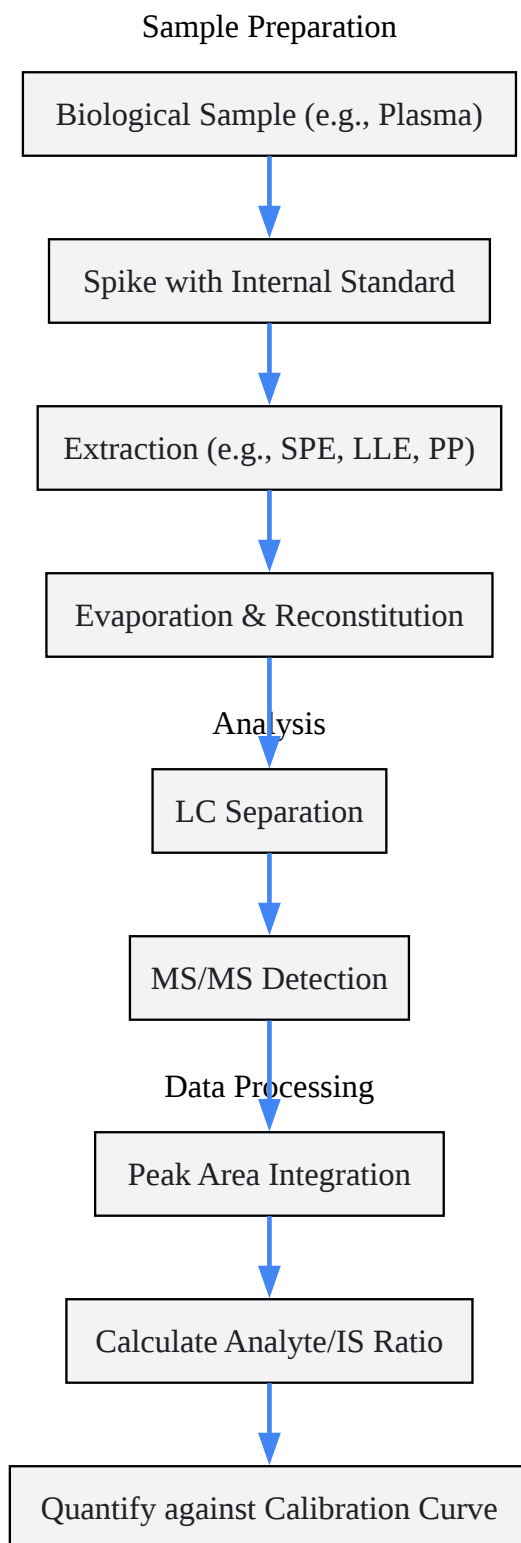 Sample Preparation
Biological Sample (e.g., Plasma)
Spike with Internal Standard
Extraction (e.g., SPE, LLE, PP)
Evaporation & Reconstitution
Analysis
LC Separation
MS/MS Detection
Data Processing
Peak Area Integration
Calculate Analyte/IS Ratio
Quantify against Calibration Curve